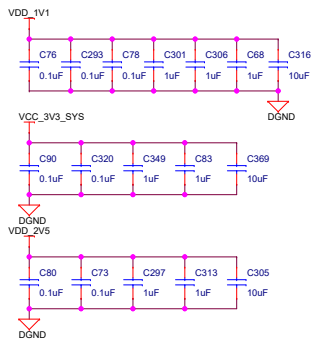 VDD_1V1
C76 C293 C78 C301 C306 C68 C316
0.1uF 0.1uF 0.1uF 1uF 1uF 1uF 10uF
DGND
VCC_3V3_SYS
C90 C320 C349 C83 C369
0.1uF 0.1uF 1uF 1uF 10uF
DGND
VDD_2V5
C80 C73 C297 C313 C305
0.1uF 0.1uF 1uF 1uF 10uF
DGND